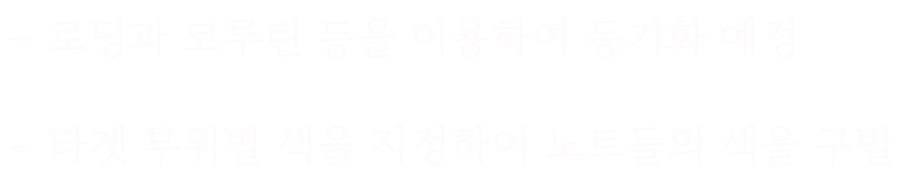 - 로딩과 코루틴 등을 이용하여 동기화 예정
- 타겟 부위별 색을 지정하여 노트들의 색을 구별